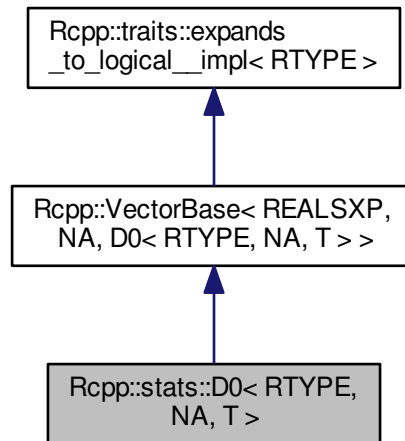 Rcpp::traits::expands
_to_logical__impl< RTYPE >
Rcpp::VectorBase< REALSXP,
NA, D0< RTYPE, NA, T > >
Rcpp::stats::D0< RTYPE,
NA, T >